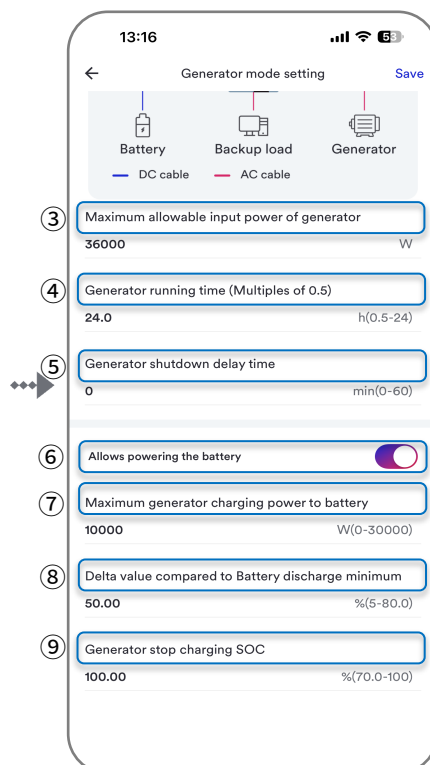 13:16
53
Generator mode setting
Save
Battery
Backup load
Generator
DC cable
AC cable
③ Maximum allowable input power of generator
36000 W
④ Generator running time (Multiples of 0.5)
24.0 h(0.5-24)
⑤ Generator shutdown delay time
0 min(0-60)
⑥ Allows powering the battery
⑦ Maximum generator charging power to battery
10000 W(0-30000)
⑧ Delta value compared to Battery discharge minimum
50.00 %(5-80.0)
⑨ Generator stop charging SOC
100.00 %(70.0-100)